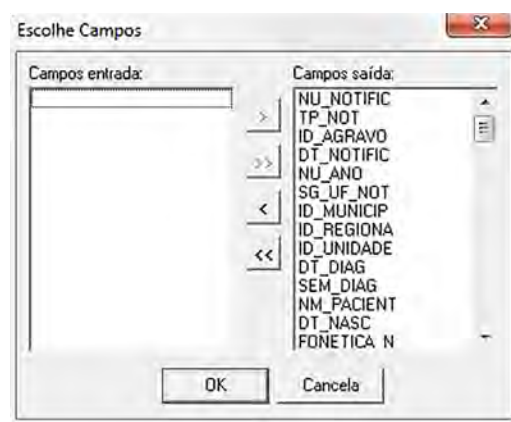 Escolhe Campos
Campos entrada:
Campos saída:
NU_NOTIFIC
TP_NOT
ID_AGRAVO
DT_NOTIFIC
NU_ANO
SG_UF_NOT
ID_MUNICIP
ID_REGIONA
ID_UNIDADE
DT_DIAG
SEM_DIAG
NM_PACIENT
DT_NASC
FONETICA_N
>
>>
<
<<
OK
Cancela